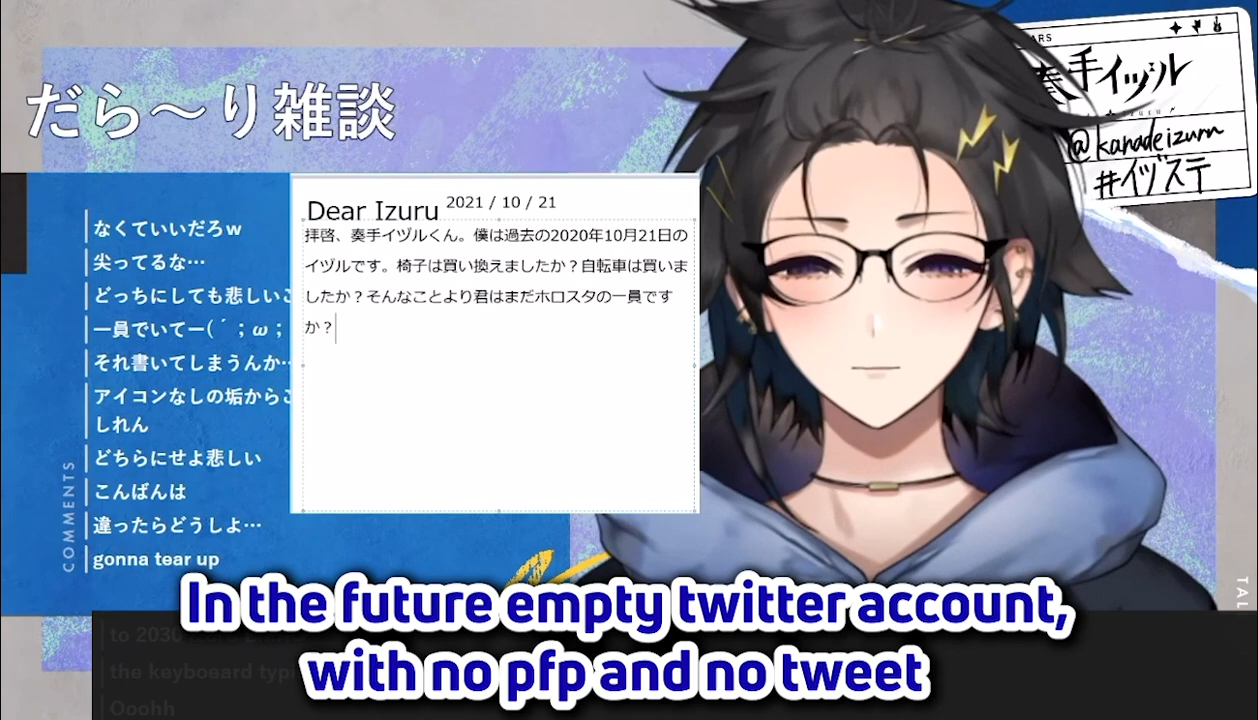 だら〜り雑談
ARS
奏手イヅル
@kanadeizuru
#イヅステ
なくていいだろw
尖ってるな…
どっちにしても悲しいこ
一員でいてー(´；ω；
それ書いてしまうんか…
アイコンなしの垢からこ
しれん
どちらにせよ悲しい
こんばんは
違ったらどうしよ…
gonna tear up
COMMENTS
Dear Izuru 2021 / 10 / 21
拝啓、奏手イヅルくん。僕は過去の2020年10月21日の
イヅルです。椅子は買い換えましたか？自転車は買いま
したか？そんなことより君はまだホロスタの一員です
か？
TAL
In the future empty twitter account,
with no pfp and no tweet
to 2030
the keyboeard typi
Ooohh